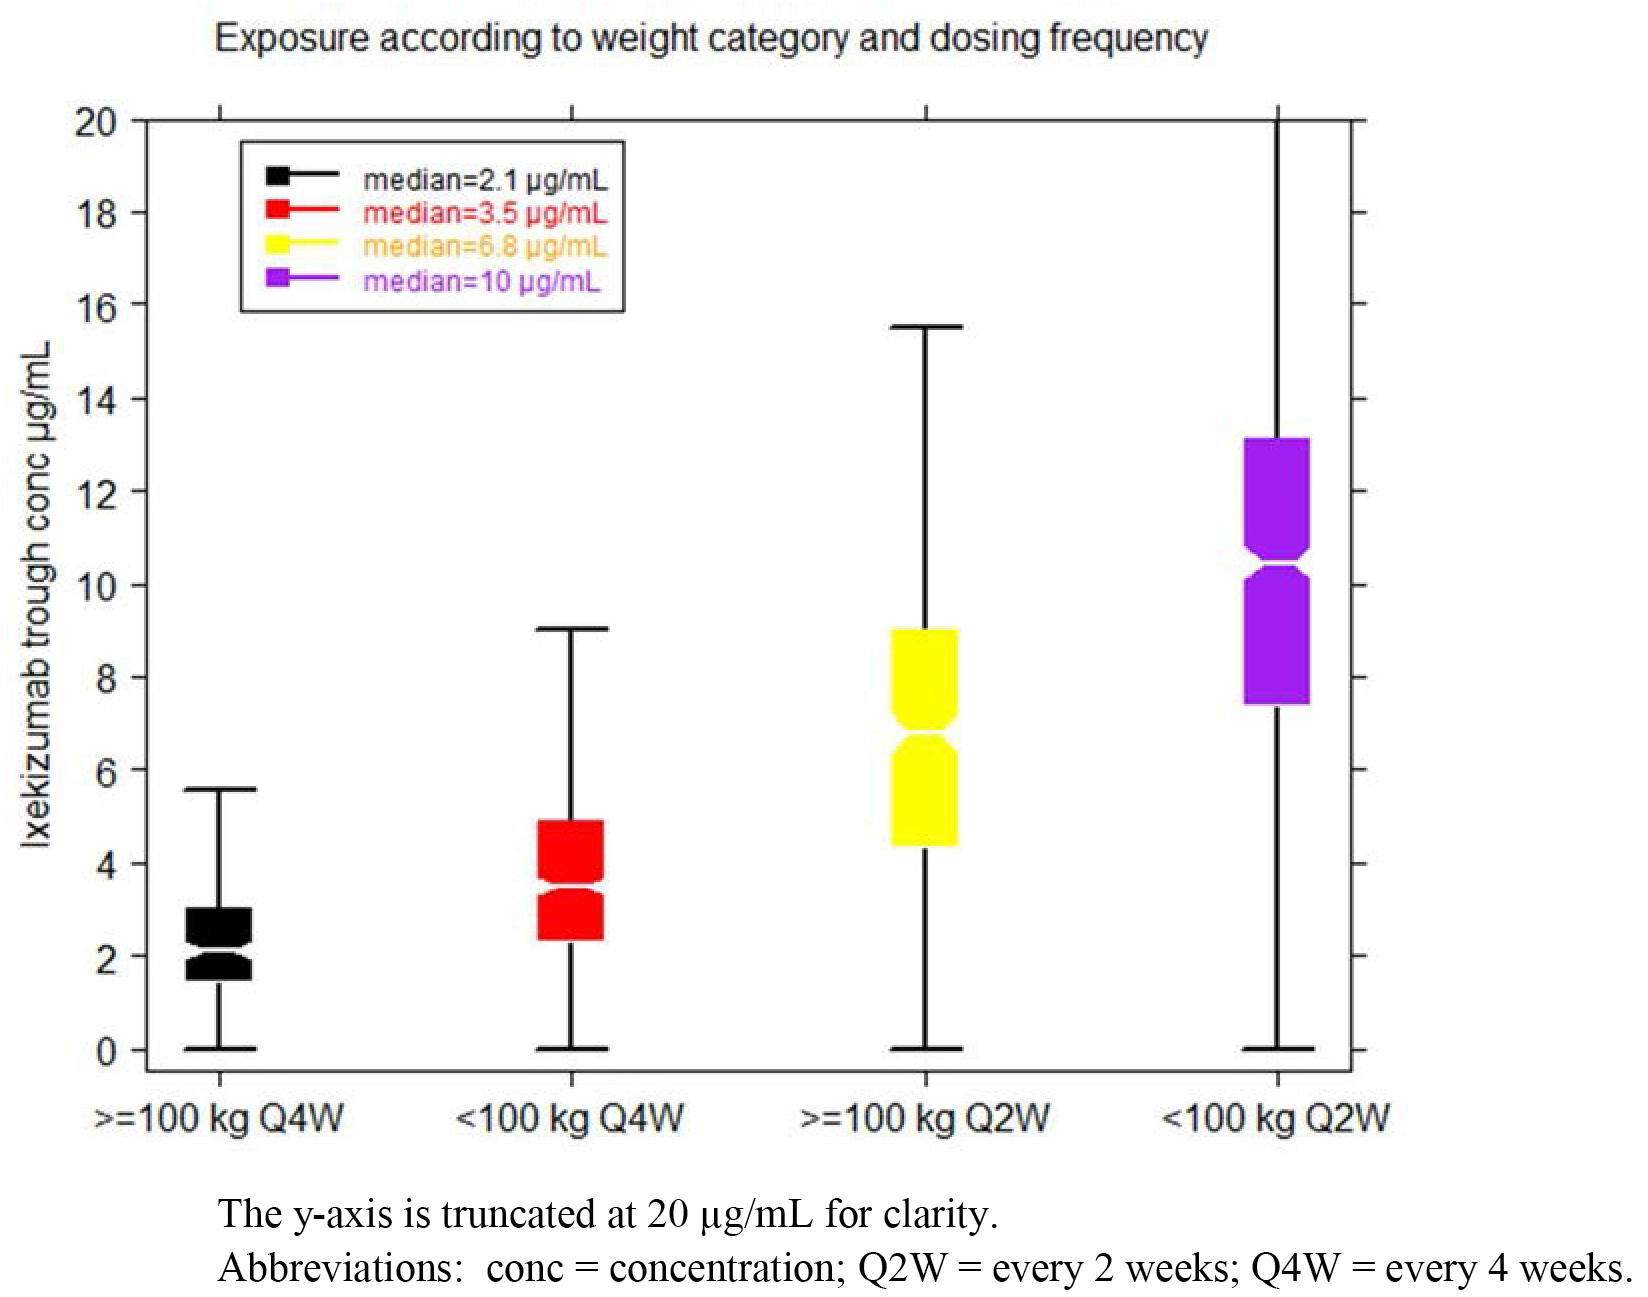 Exposure according to weight category and dosing frequency
20
18
16
14
12
10
8
6
4
2
0
Ixekizumab trough conc µg/mL
median=2.1 µg/mL
median=3.5 µg/mL
median=6.8 µg/mL
median=10 µg/mL
>=100 kg Q4W
<100 kg Q4W
>=100 kg Q2W
<100 kg Q2W
The y-axis is truncated at 20 µg/mL for clarity.
Abbreviations:  conc = concentration; Q2W = every 2 weeks; Q4W = every 4 weeks.